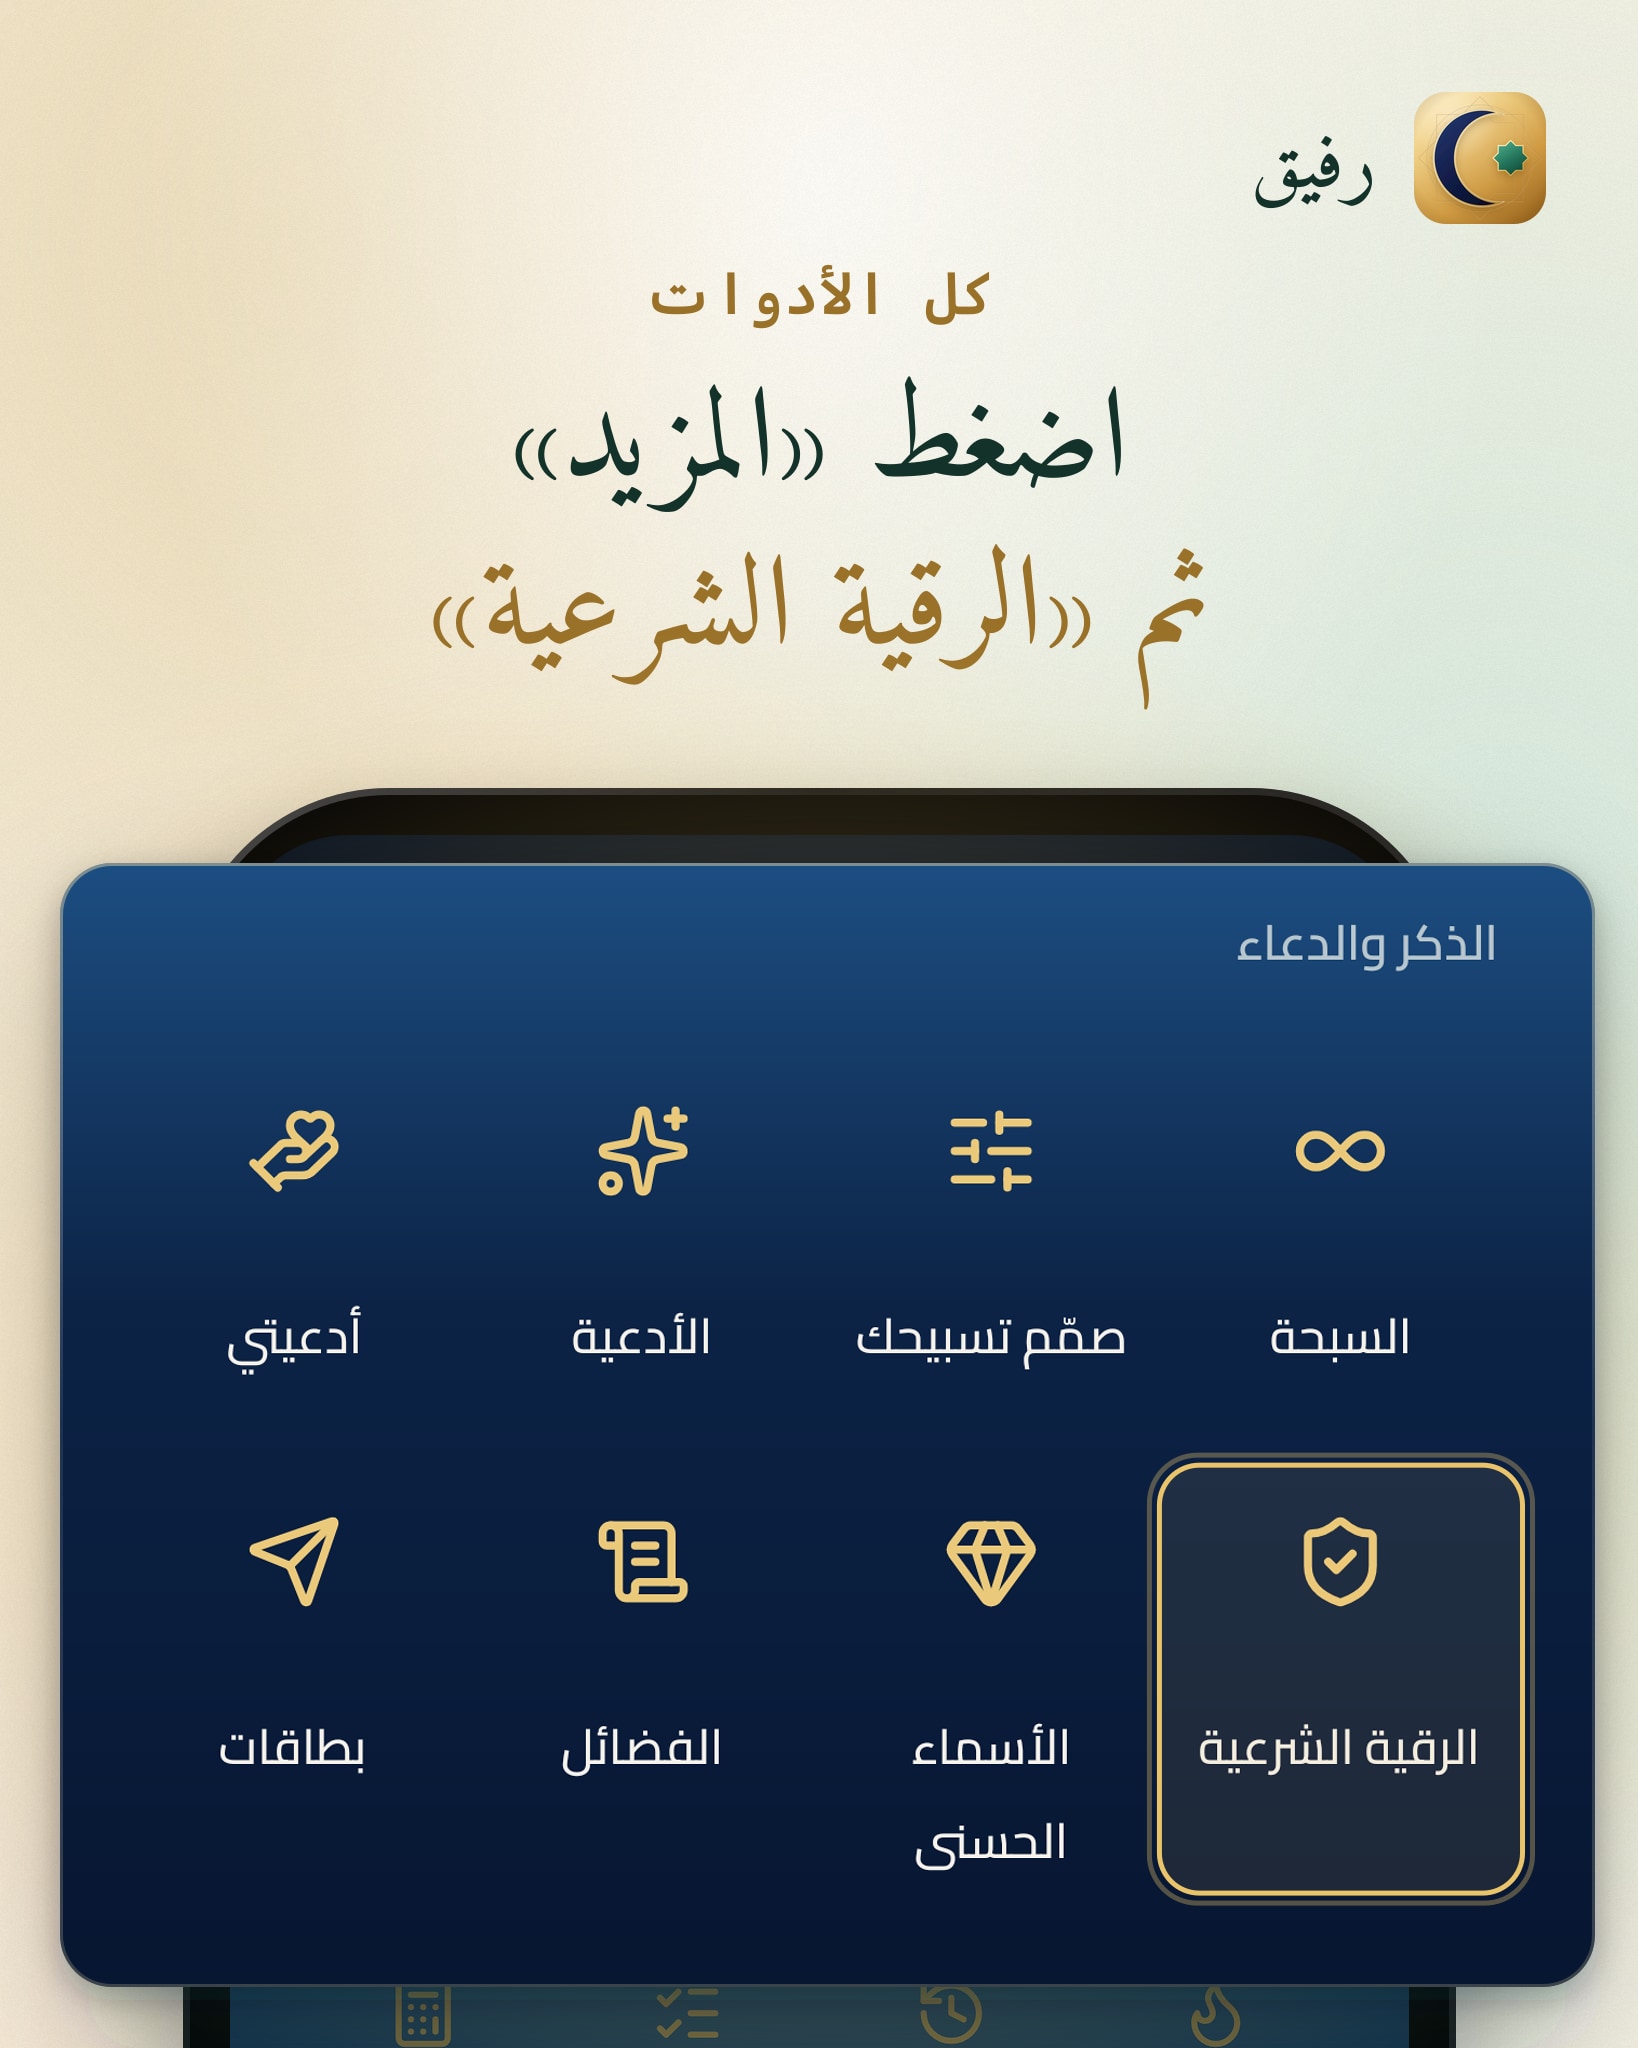 رفيق
كل الأدوات
اضغط ((المزيد))
ثم ((الرقية الشرعية))
الذكر والدعاء
السبحة
صمّم تسبيحك
الأدعية
أدعيتي
الرقية الشرعية
الأسماء
الحسنى
الفضائل
بطاقات